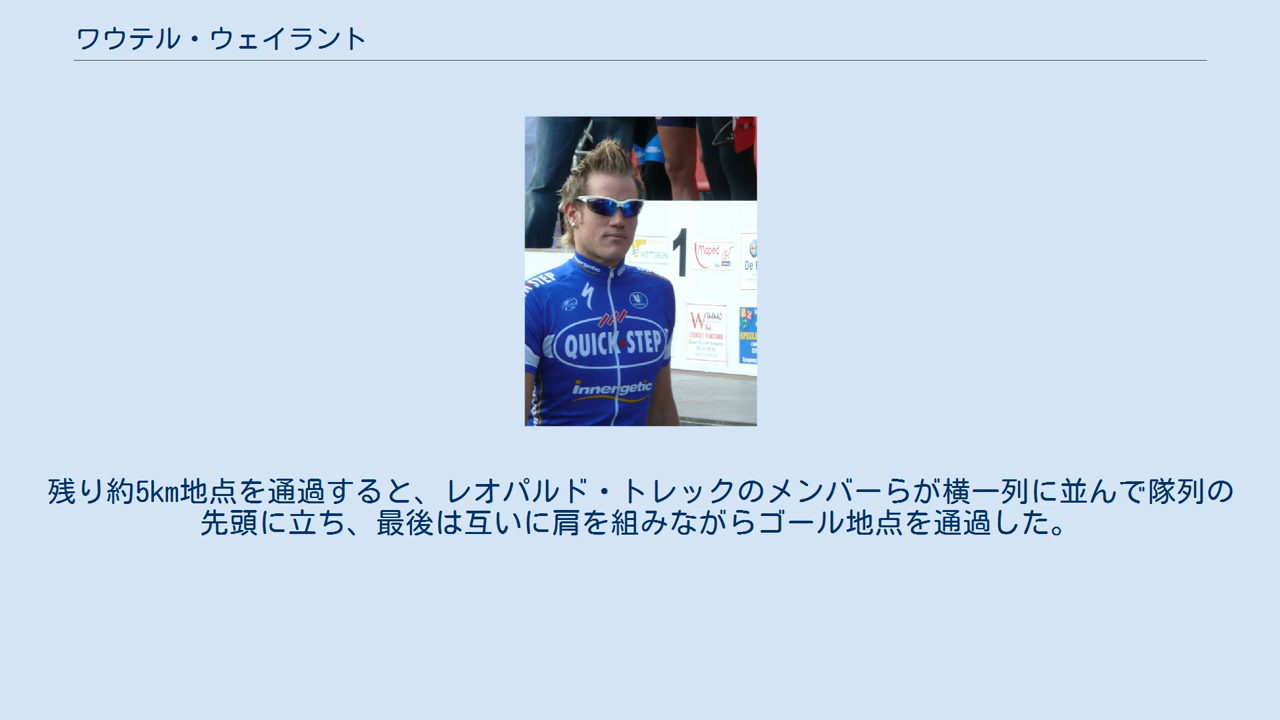 ワウテル・ウェイラント
1
Maped
De
IMMO
QUICK STEP
innergetic
残り約5km地点を通過すると、レオパルド・トレックのメンバーらが横一列に並んで隊列の
先頭に立ち、最後は互いに肩を組みながらゴール地点を通過した。